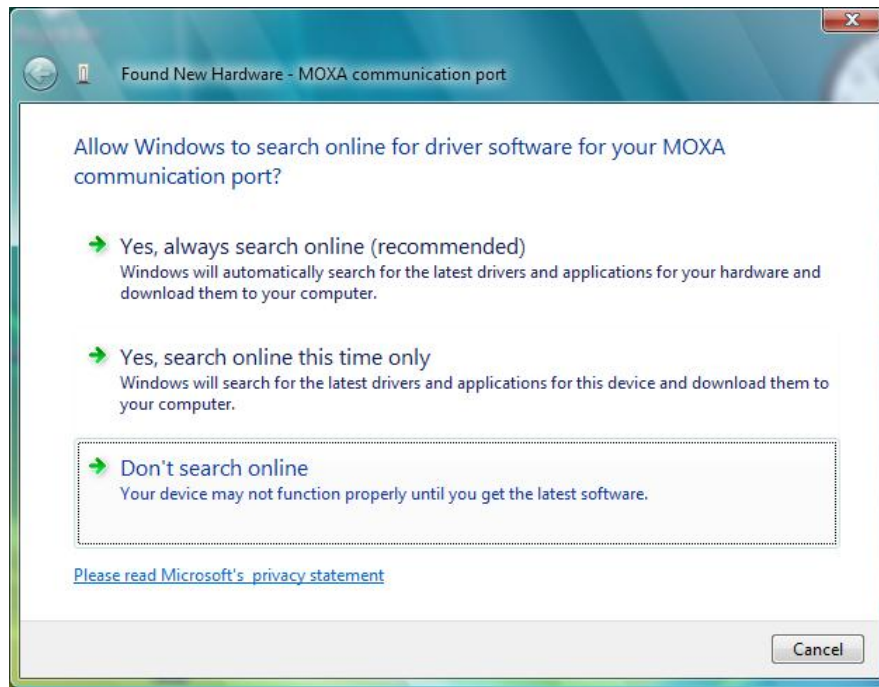 Found New Hardware - MOXA communication port
Allow Windows to search online for driver software for your MOXA
communication port?
Yes, always search online (recommended)
Windows will automatically search for the latest drivers and applications for your hardware and
download them to your computer.
Yes, search online this time only
Windows will search for the latest drivers and applications for this device and download them to
your computer.
Don't search online
Your device may not function properly until you get the latest software.
Please read Microsoft's privacy statement
Cancel